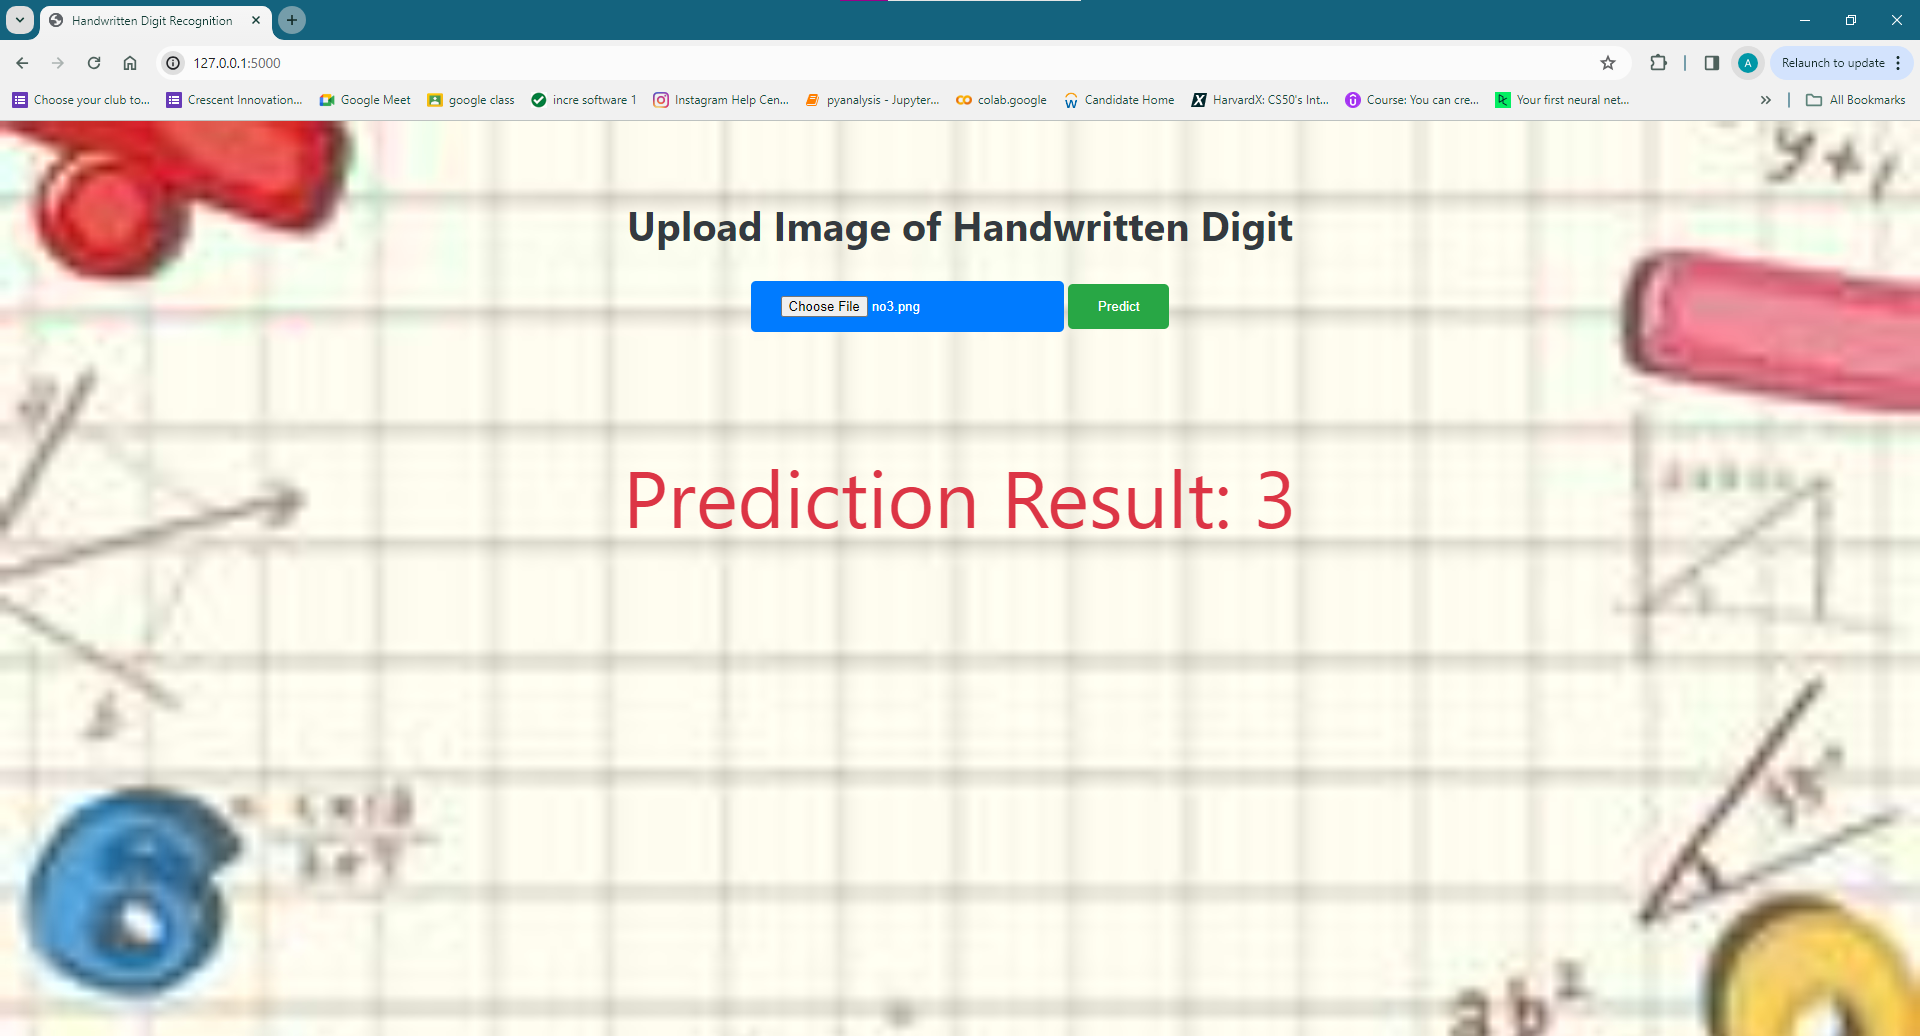 Handwritten Digit Recognition
127.0.0.1:5000
Relaunch to update
Choose your club to...
Crescent Innovation...
Google Meet
google class
incre software 1
Instagram Help Cen...
pyanalysis - Jupyter...
colab.google
Candidate Home
HarvardX: CS50's Int...
Course: You can cre...
Your first neural net...
All Bookmarks
y+1
Upload Image of Handwritten Digit
Choose File no3.png
Predict
Prediction Result: 3
6
ab²